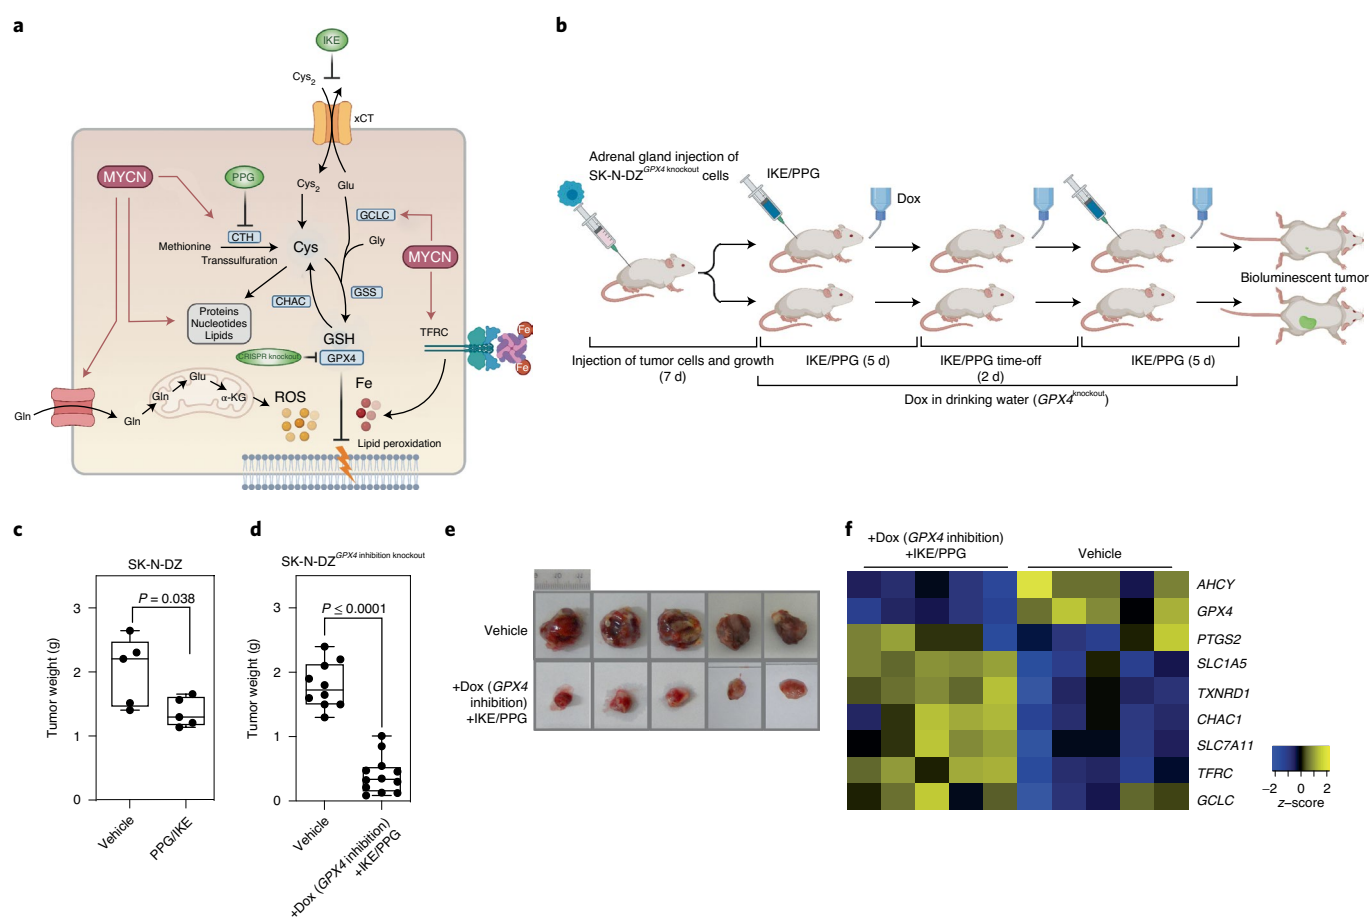 a
IKE
Cys2
xCT
MYCN
PPG
Cys2
Glu
GCLC
CTH
Methionine
Transsulfuration
Cys
Gly
MYCN
CHAC
GSS
Proteins
Nucleotides
Lipids
GSH
TFRC
CRISPR knockout
GPX4
Fe
Fe
Glu
Gln
α-KG
ROS
Fe
Gln
Gln
Lipid peroxidation
b
Adrenal gland injection of
SK-N-DZGPX4 knockout cells
IKE/PPG
Dox
Bioluminescent tumor
Injection of tumor cells and growth
(7 d)
IKE/PPG (5 d)
IKE/PPG time-off
(2 d)
IKE/PPG (5 d)
Dox in drinking water (GPX4knockout)
c
SK-N-DZ
P = 0.038
Tumor weight (g)
3
2
1
0
Vehicle
PPG/IKE
d
SK-N-DZGPX4 inhibition knockout
P ≤ 0.0001
Tumor weight (g)
3
2
1
0
Vehicle
+Dox (GPX4 inhibition)
+IKE/PPG
e
Vehicle
+Dox (GPX4
inhibition)
+IKE/PPG
f
+Dox (GPX4 inhibition)
+IKE/PPG
Vehicle
AHCY
GPX4
PTGS2
SLC1A5
TXNRD1
CHAC1
SLC7A11
TFRC
GCLC
−2 0 2
z–score